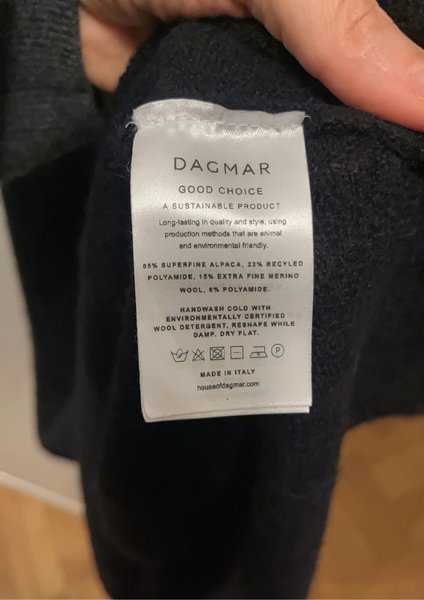 DAGMAR
GOOD CHOICE
A SUSTAINABLE PRODUCT
Long-lasting in quality and style, using
production methods that are animal
and environmental friendly.
55% SUPERFINE ALPACA, 22% RECYLED
POLYAMIDE, 15% EXTRA FINE MERINO
WOOL, 8% POLYAMIDE.
HANDWASH COLD WITH
ENVIRONMENTALLY CERTIFIED
WOOL DETERGENT, RESHAPE WHILE
DAMP. DRY FLAT.
P
MADE IN ITALY
houseofdagmar.com